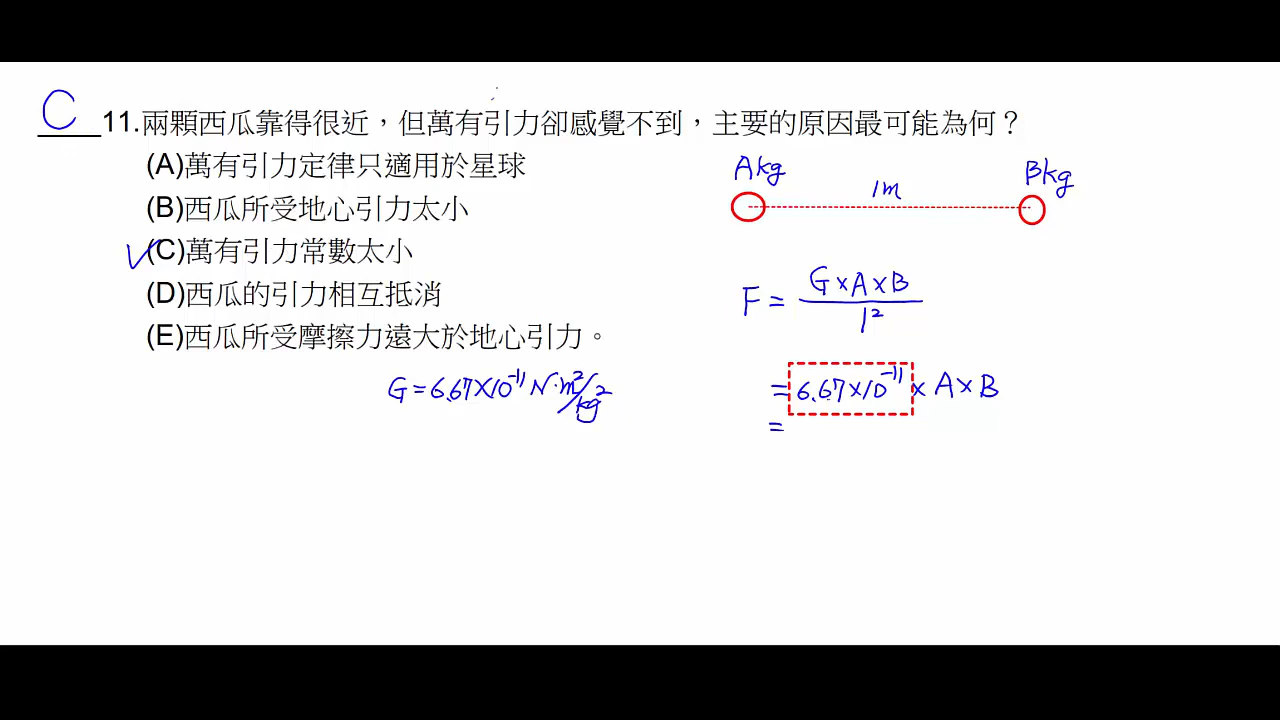 C 11.兩顆西瓜靠得很近，但萬有引力卻感覺不到，主要的原因最可能為何？
(A)萬有引力定律只適用於星球
(B)西瓜所受地心引力太小
(C)萬有引力常數太小
(D)西瓜的引力相互抵消
(E)西瓜所受摩擦力遠大於地心引力。
G=6.67×10⁻¹¹ N·m²/kg²
Akg
1m
Bkg
F = G×A×B / 1²
= 6.67×10⁻¹¹ × A×B
=